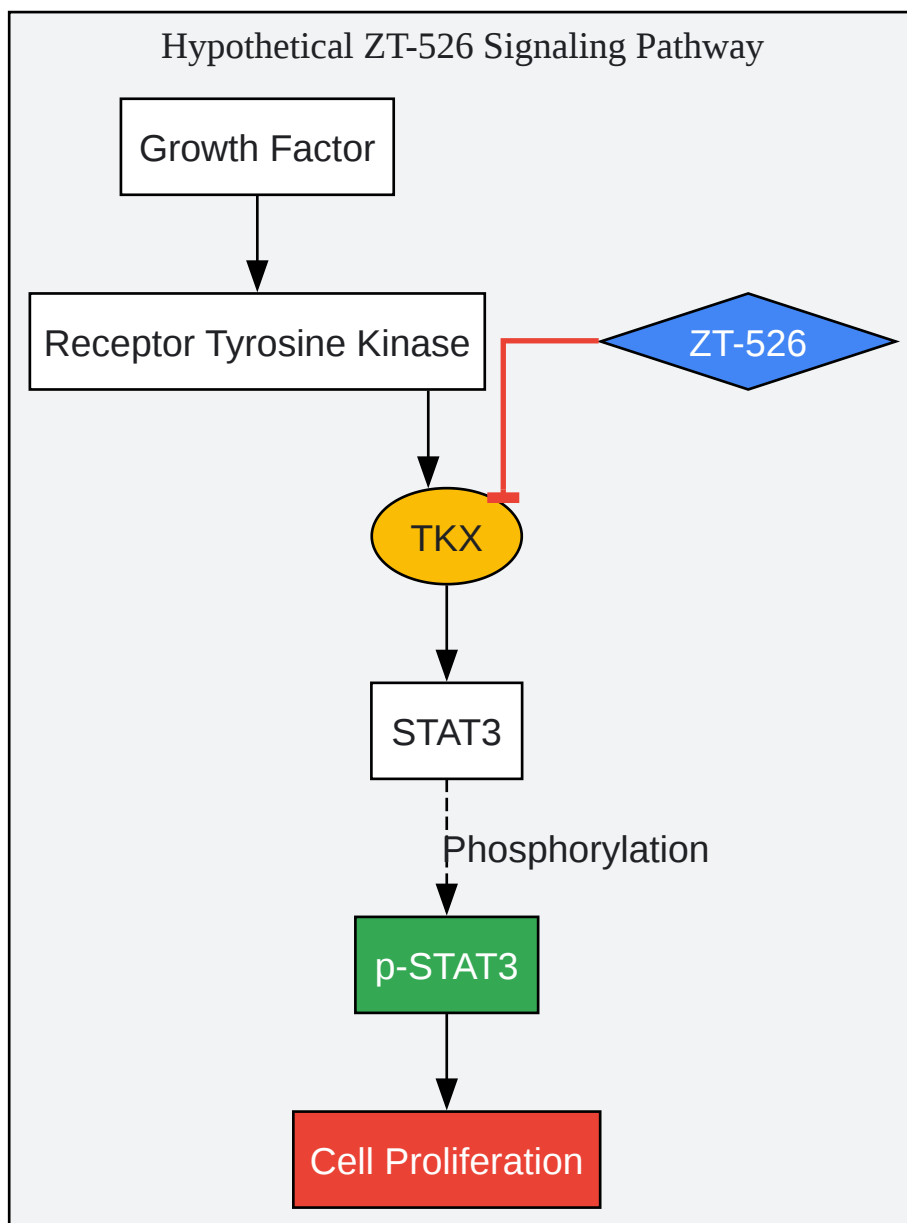 Hypothetical ZT-526 Signaling Pathway
Growth Factor
Receptor Tyrosine Kinase
ZT-526
TKX
STAT3
Phosphorylation
p-STAT3
Cell Proliferation